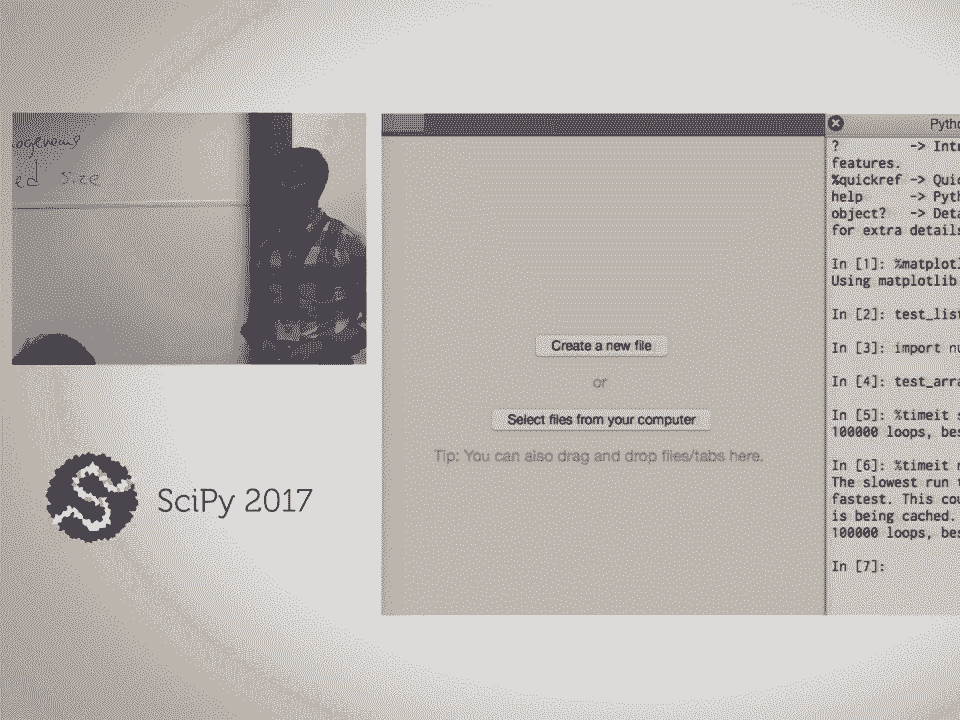 ogenous
ed size
SciPy 2017
Create a new file
or
Select files from your computer
Tip: You can also drag and drop files/tabs here.
Pytho
? -> Intr
features.
%quickref -> Quic
help -> Pyth
object? -> Deta
for extra details
In [1]: %matplotl
Using matplotlib
In [2]: test_list
In [3]: import nu
In [4]: test_arra
In [5]: %timeit s
100000 loops, bes
In [6]: %timeit n
The slowest run t
fastest. This cou
is being cached.
100000 loops, bes
In [7]: